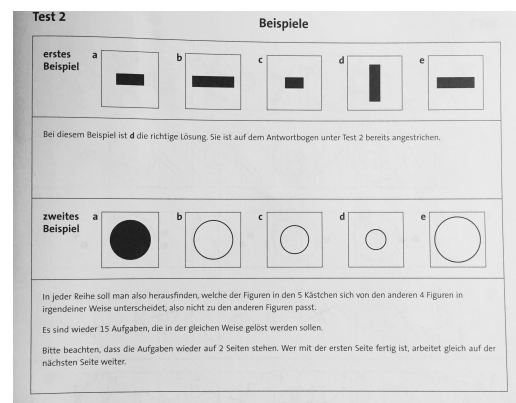 Test 2
Beispiele
erstes
Beispiel
a
b
c
d
e
Bei diesem Beispiel ist d die richtige Lösung. Sie ist auf dem Antwortbogen unter Test 2 bereits angestrichen.
zweites
Beispiel
a
b
c
d
e
In jeder Reihe soll man also herausfinden, welche der Figuren in den 5 Kästchen sich von den anderen 4 Figuren in
irgendeiner Weise unterscheidet, also nicht zu den anderen Figuren passt.
Es sind wieder 15 Aufgaben, die in der gleichen Weise gelöst werden sollen.
Bitte beachten, dass die Aufgaben wieder auf 2 Seiten stehen. Wer mit der ersten Seite fertig ist, arbeitet gleich auf der
nächsten Seite weiter.